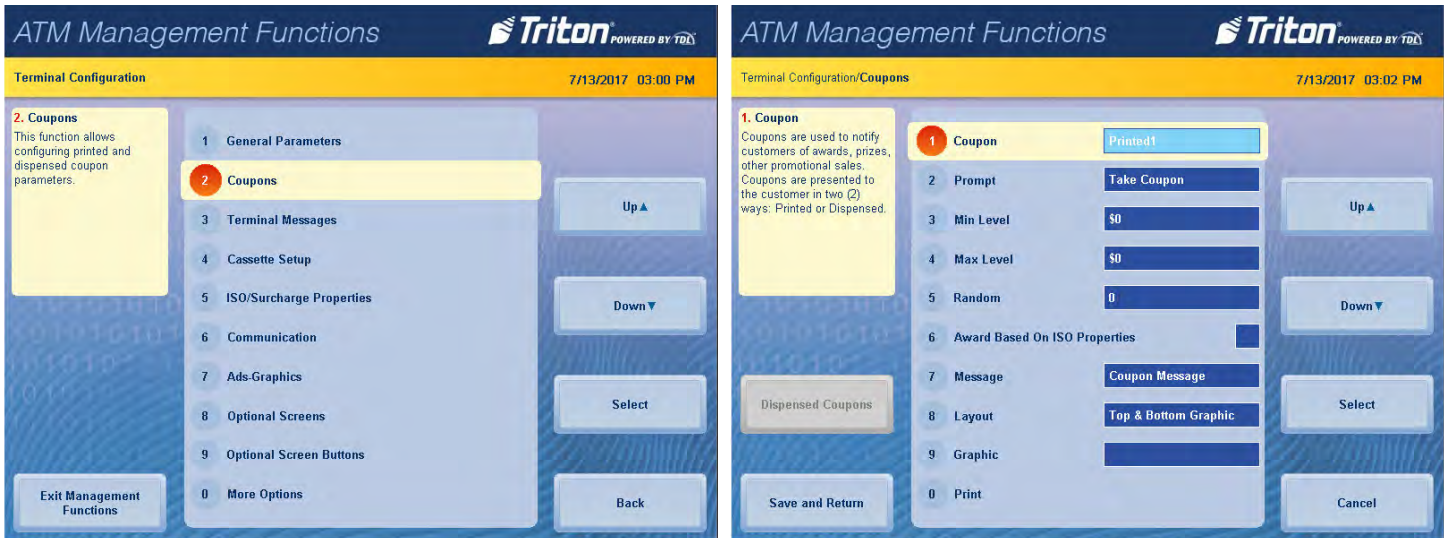 ATM Management Functions
Triton POWERED BY TDL
Terminal Configuration
7/13/2017 03:00 PM
2. Coupons
This function allows
configuring printed and
dispensed coupon
parameters.
1 General Parameters
2 Coupons
3 Terminal Messages
4 Cassette Setup
5 ISO/Surcharge Properties
6 Communication
7 Ads-Graphics
8 Optional Screens
9 Optional Screen Buttons
0 More Options
Up▲
Down▼
Select
Back
Exit Management
Functions
ATM Management Functions
Triton POWERED BY TDL
Terminal Configuration/Coupons
7/13/2017 03:02 PM
1. Coupon
Coupons are used to notify
customers of awards, prizes,
other promotional sales.
Coupons are presented to
the customer in two (2)
ways: Printed or Dispensed.
1 Coupon Printed1
2 Prompt Take Coupon
3 Min Level $0
4 Max Level $0
5 Random 0
6 Award Based On ISO Properties
7 Message Coupon Message
8 Layout Top & Bottom Graphic
9 Graphic
0 Print
Up▲
Down▼
Select
Cancel
Dispensed Coupons
Save and Return